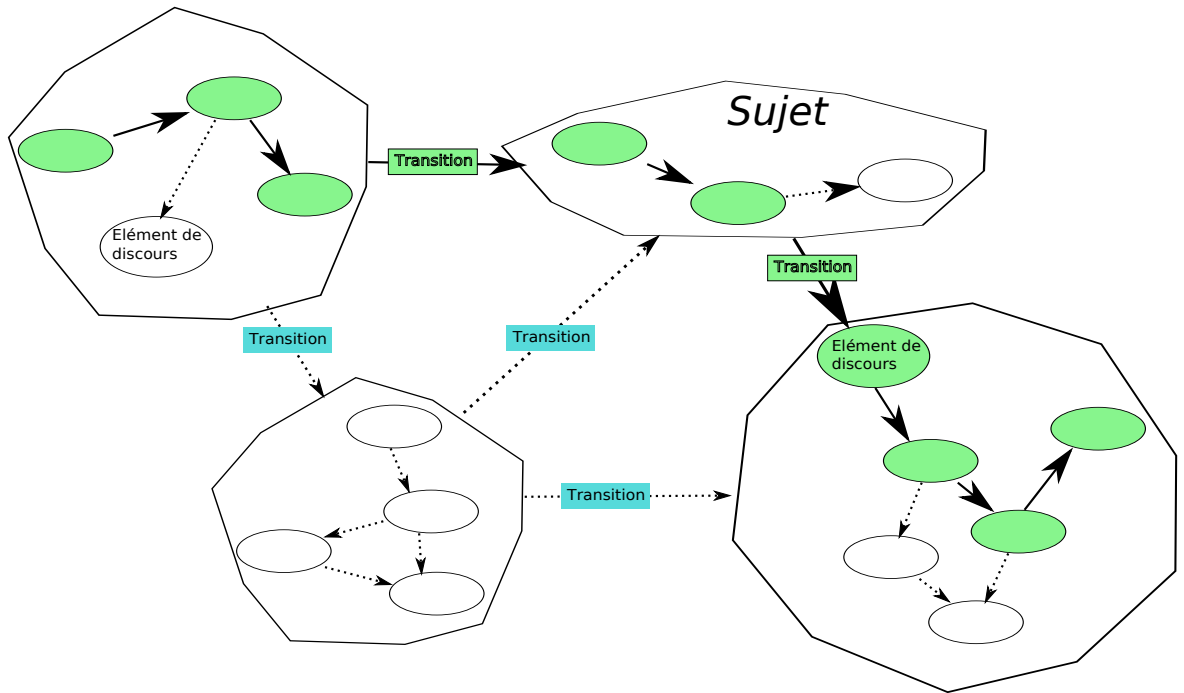 Sujet
Transition
Elément de
discours
Transition
Transition
Transition
Elément de
discours
Transition